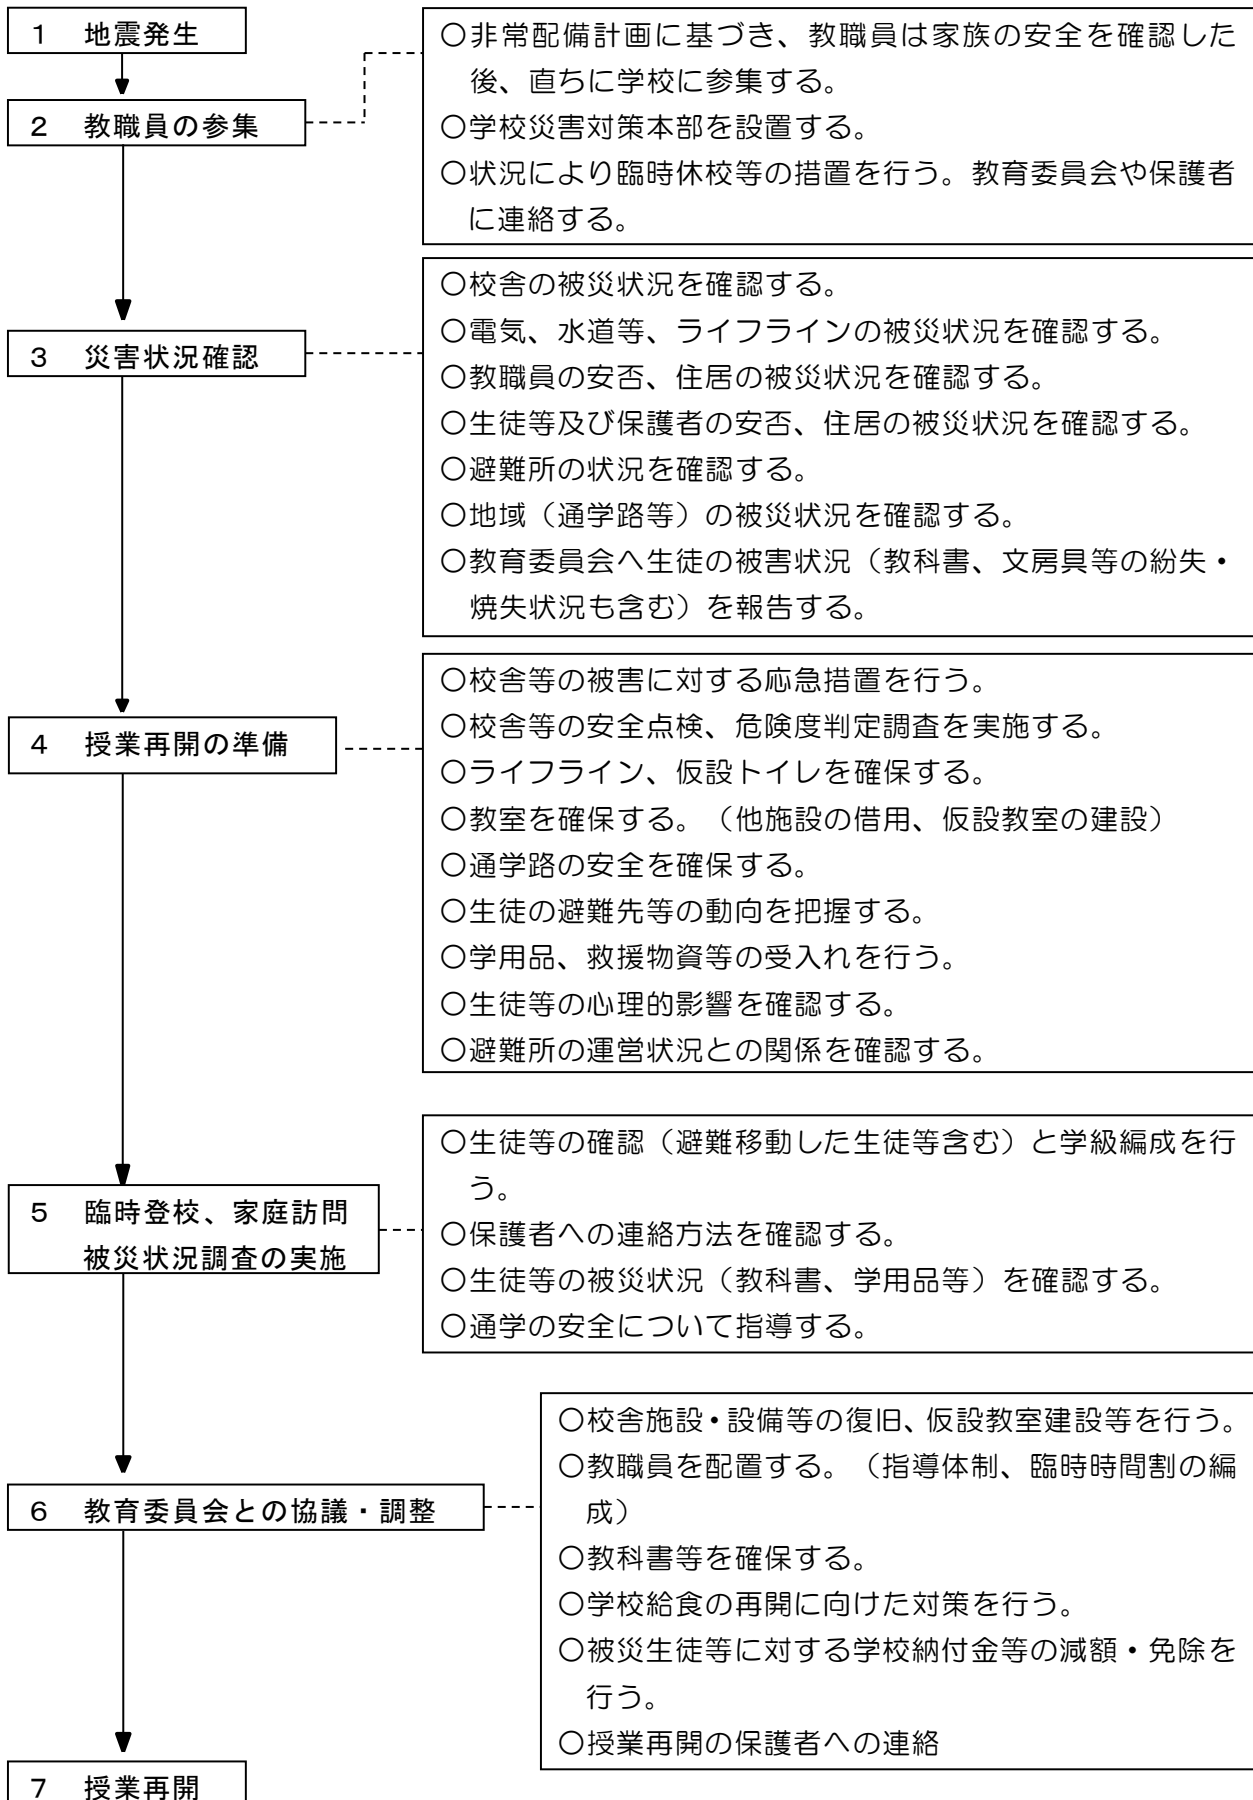 １　地震発生
２　教職員の参集
〇非常配備計画に基づき、教職員は家族の安全を確認した
後、直ちに学校に参集する。
〇学校災害対策本部を設置する。
〇状況により臨時休校等の措置を行う。教育委員会や保護者
に連絡する。
３　災害状況確認
〇校舎の被災状況を確認する。
〇電気、水道等、ライフラインの被災状況を確認する。
〇教職員の安否、住居の被災状況を確認する。
〇生徒等及び保護者の安否、住居の被災状況を確認する。
〇避難所の状況を確認する。
〇地域（通学路等）の被災状況を確認する。
〇教育委員会へ生徒の被害状況（教科書、文房具等の紛失・
焼失状況も含む）を報告する。
４　授業再開の準備
〇校舎等の被害に対する応急措置を行う。
〇校舎等の安全点検、危険度判定調査を実施する。
〇ライフライン、仮設トイレを確保する。
〇教室を確保する。（他施設の借用、仮設教室の建設）
〇通学路の安全を確保する。
〇生徒の避難先等の動向を把握する。
〇学用品、救援物資等の受入れを行う。
〇生徒等の心理的影響を確認する。
〇避難所の運営状況との関係を確認する。
５　臨時登校、家庭訪問
被災状況調査の実施
〇生徒等の確認（避難移動した生徒等含む）と学級編成を行
う。
〇保護者への連絡方法を確認する。
〇生徒等の被災状況（教科書、学用品等）を確認する。
〇通学の安全について指導する。
６　教育委員会との協議・調整
〇校舎施設・設備等の復旧、仮設教室建設等を行う。
〇教職員を配置する。（指導体制、臨時時間割の編
成）
〇教科書等を確保する。
〇学校給食の再開に向けた対策を行う。
〇被災生徒等に対する学校納付金等の減額・免除を
行う。
〇授業再開の保護者への連絡
７　授業再開